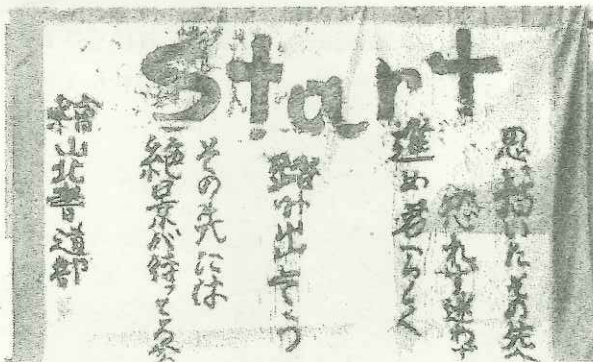 Start
思い描いたその先へ
恐れず迷わず
進め君らしく
踏み出そう
その先には
絶景が待ってる
檜山北書道部